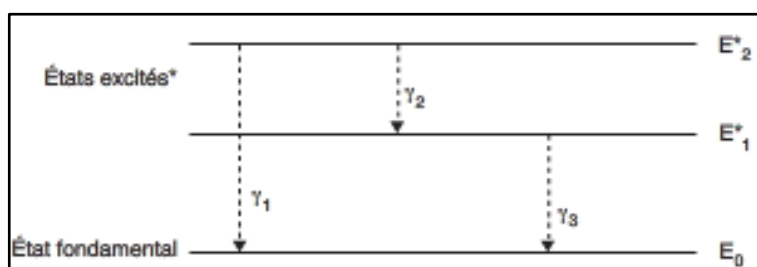 E*₂
États excités*
γ₂
E*₁
γ₁
γ₃
État fondamental
E₀